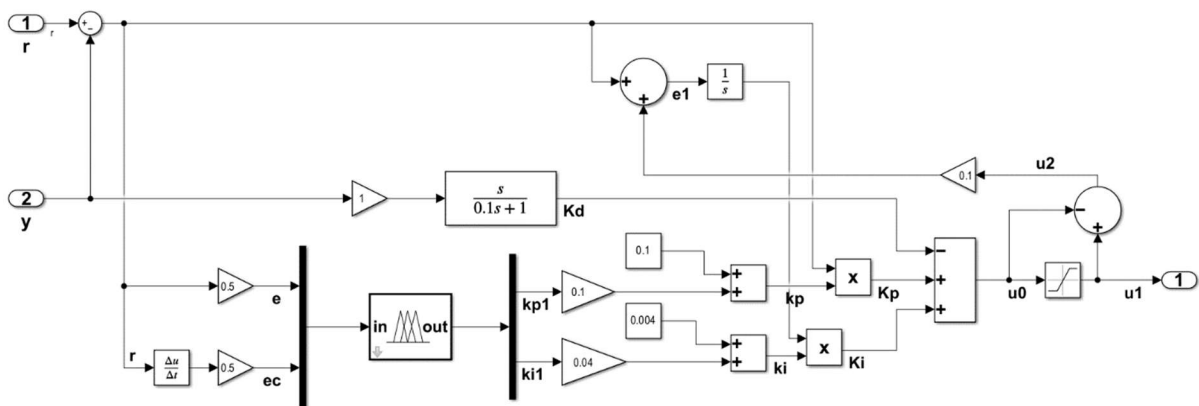 1
r
r
+
−
2
y
1
s
0.1s + 1
Kd
+
+
e1
1
s
0.1
u2
−
+
0.5
e
r
Δu
Δt
0.5
ec
in out
kp1
0.1
ki1
0.04
0.1
+
+
kp
x
Kp
0.004
+
+
ki
x
Ki
−
+
+
u0
u1
1